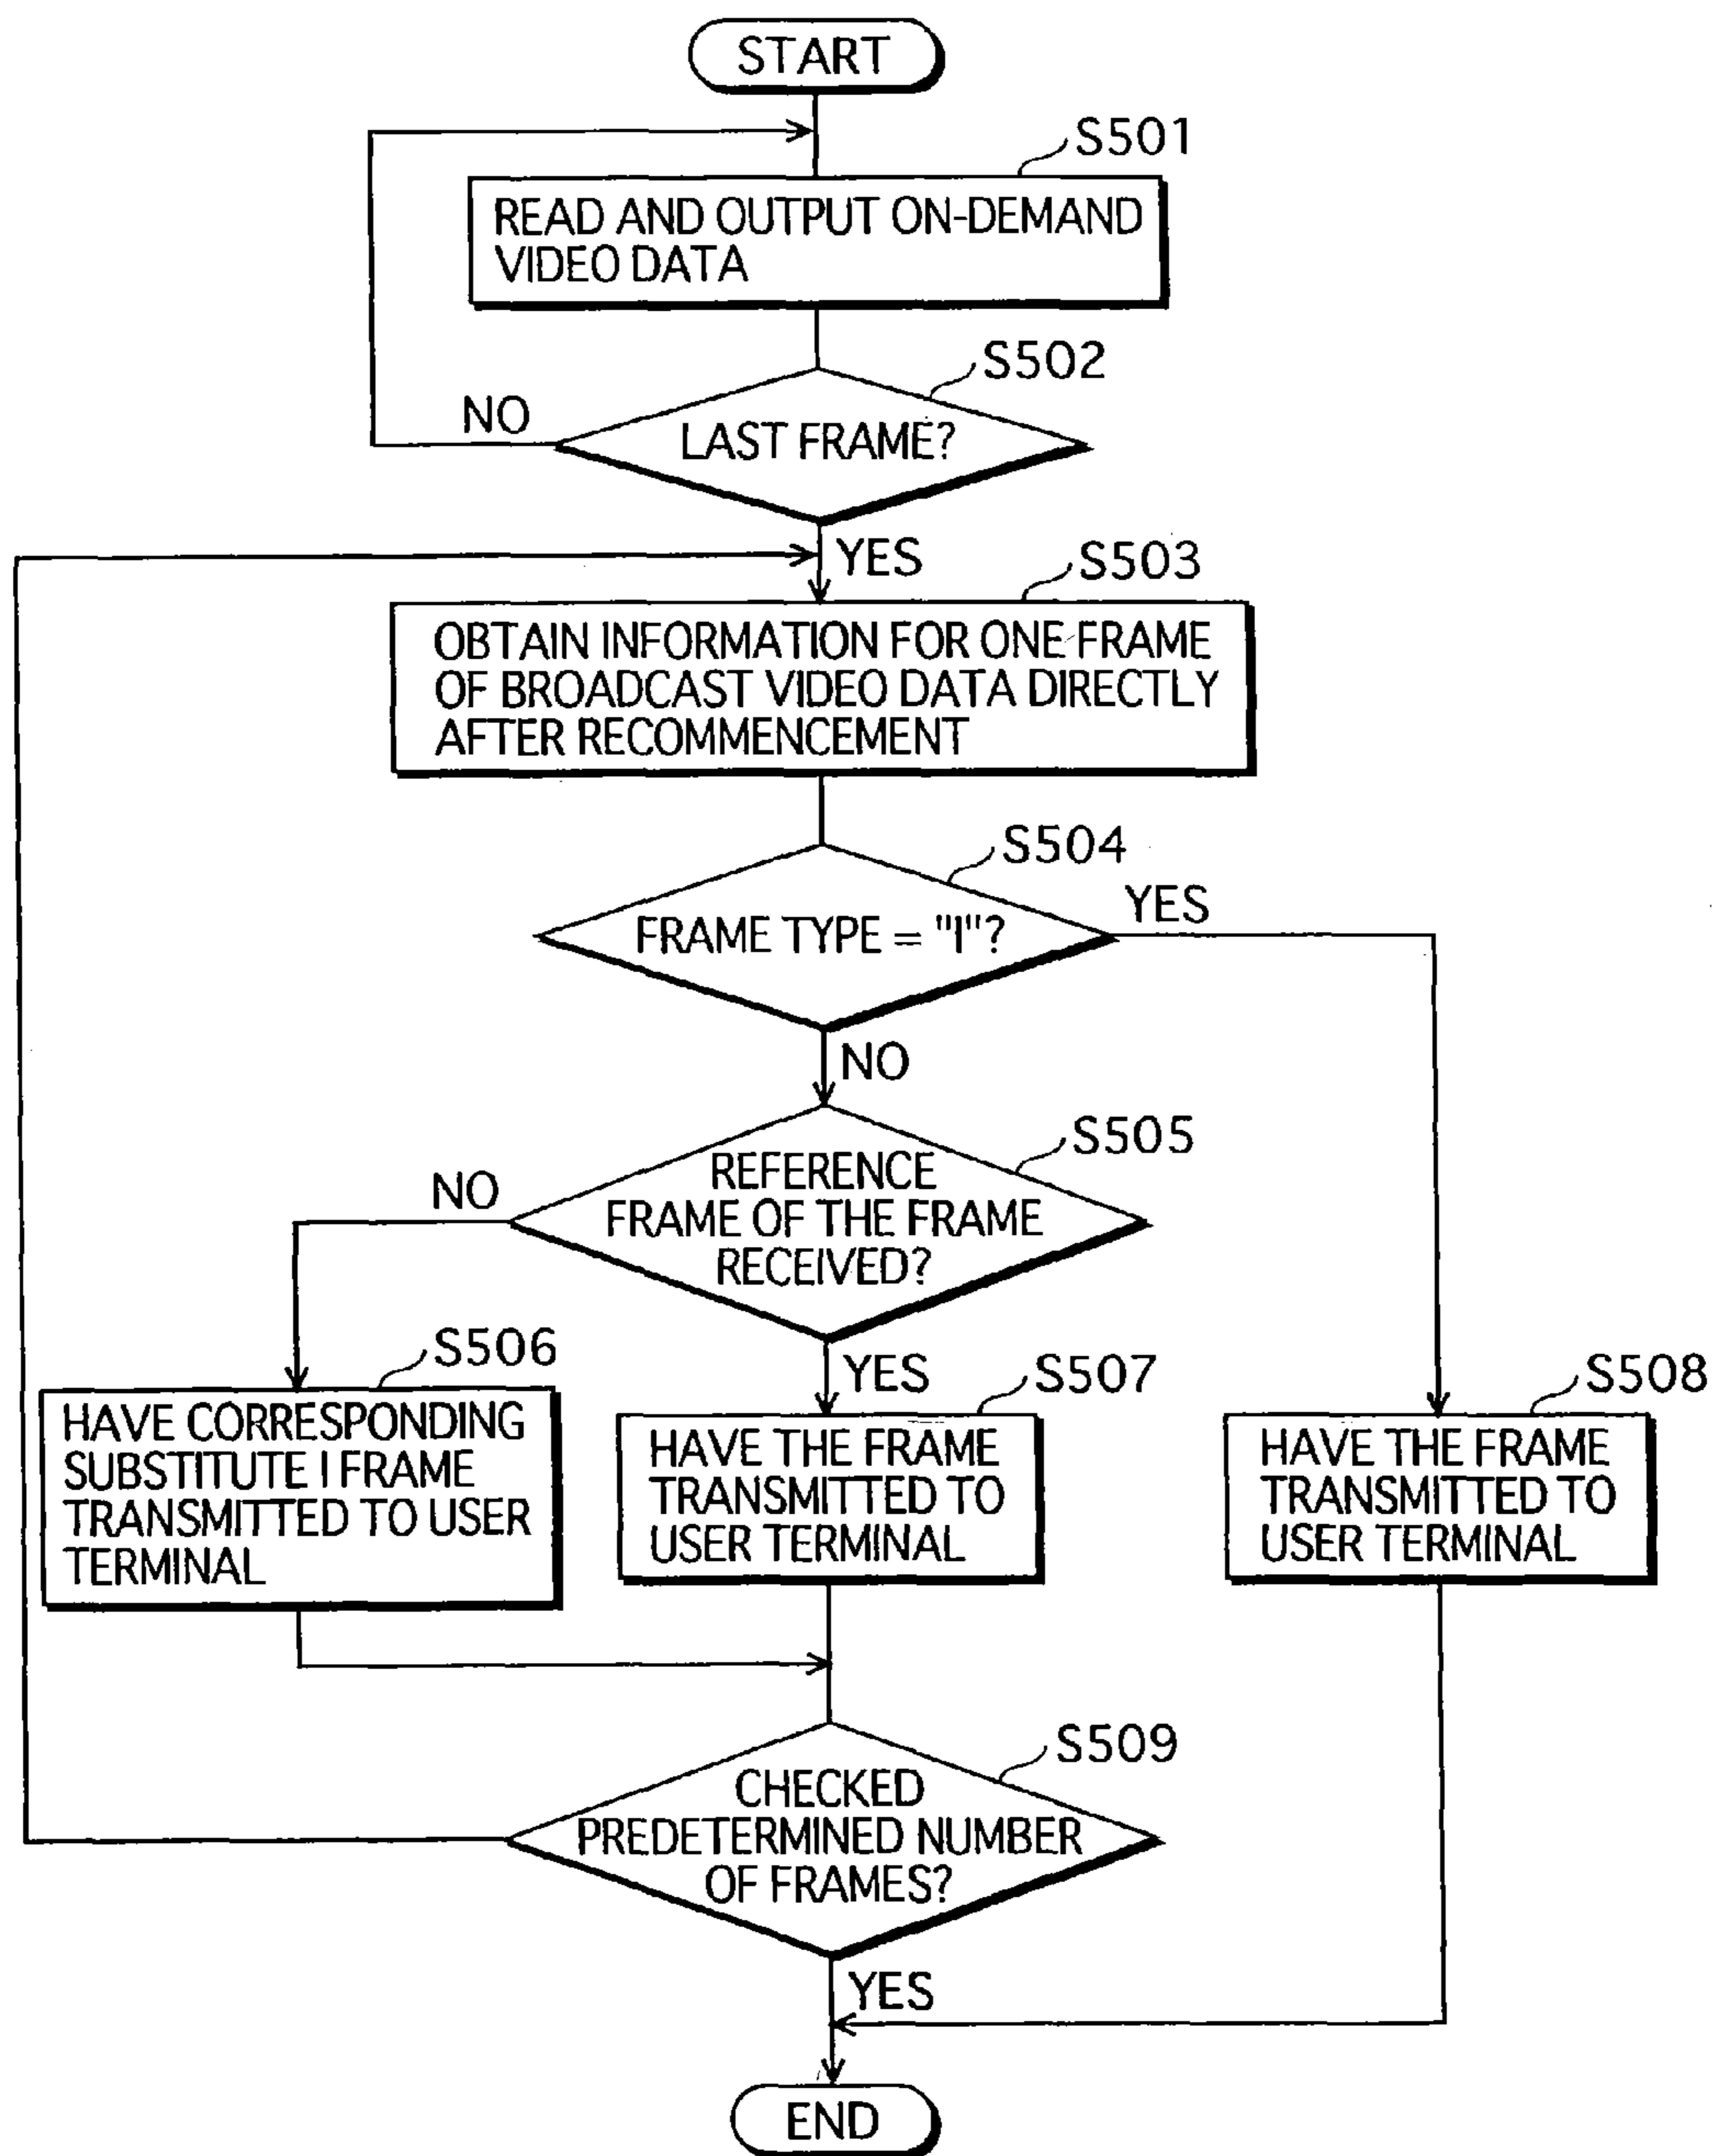 START
S501
READ AND OUTPUT ON-DEMAND
VIDEO DATA
S502
NO
LAST FRAME?
YES
S503
OBTAIN INFORMATION FOR ONE FRAME
OF BROADCAST VIDEO DATA DIRECTLY
AFTER RECOMMENCEMENT
S504
YES
FRAME TYPE = "I"?
NO
S505
NO
REFERENCE
FRAME OF THE FRAME
RECEIVED?
S506
YES
S507
S508
HAVE CORRESPONDING
SUBSTITUTE I FRAME
TRANSMITTED TO USER
TERMINAL
HAVE THE FRAME
TRANSMITTED TO
USER TERMINAL
HAVE THE FRAME
TRANSMITTED TO
USER TERMINAL
S509
CHECKED
PREDETERMINED NUMBER
OF FRAMES?
YES
END